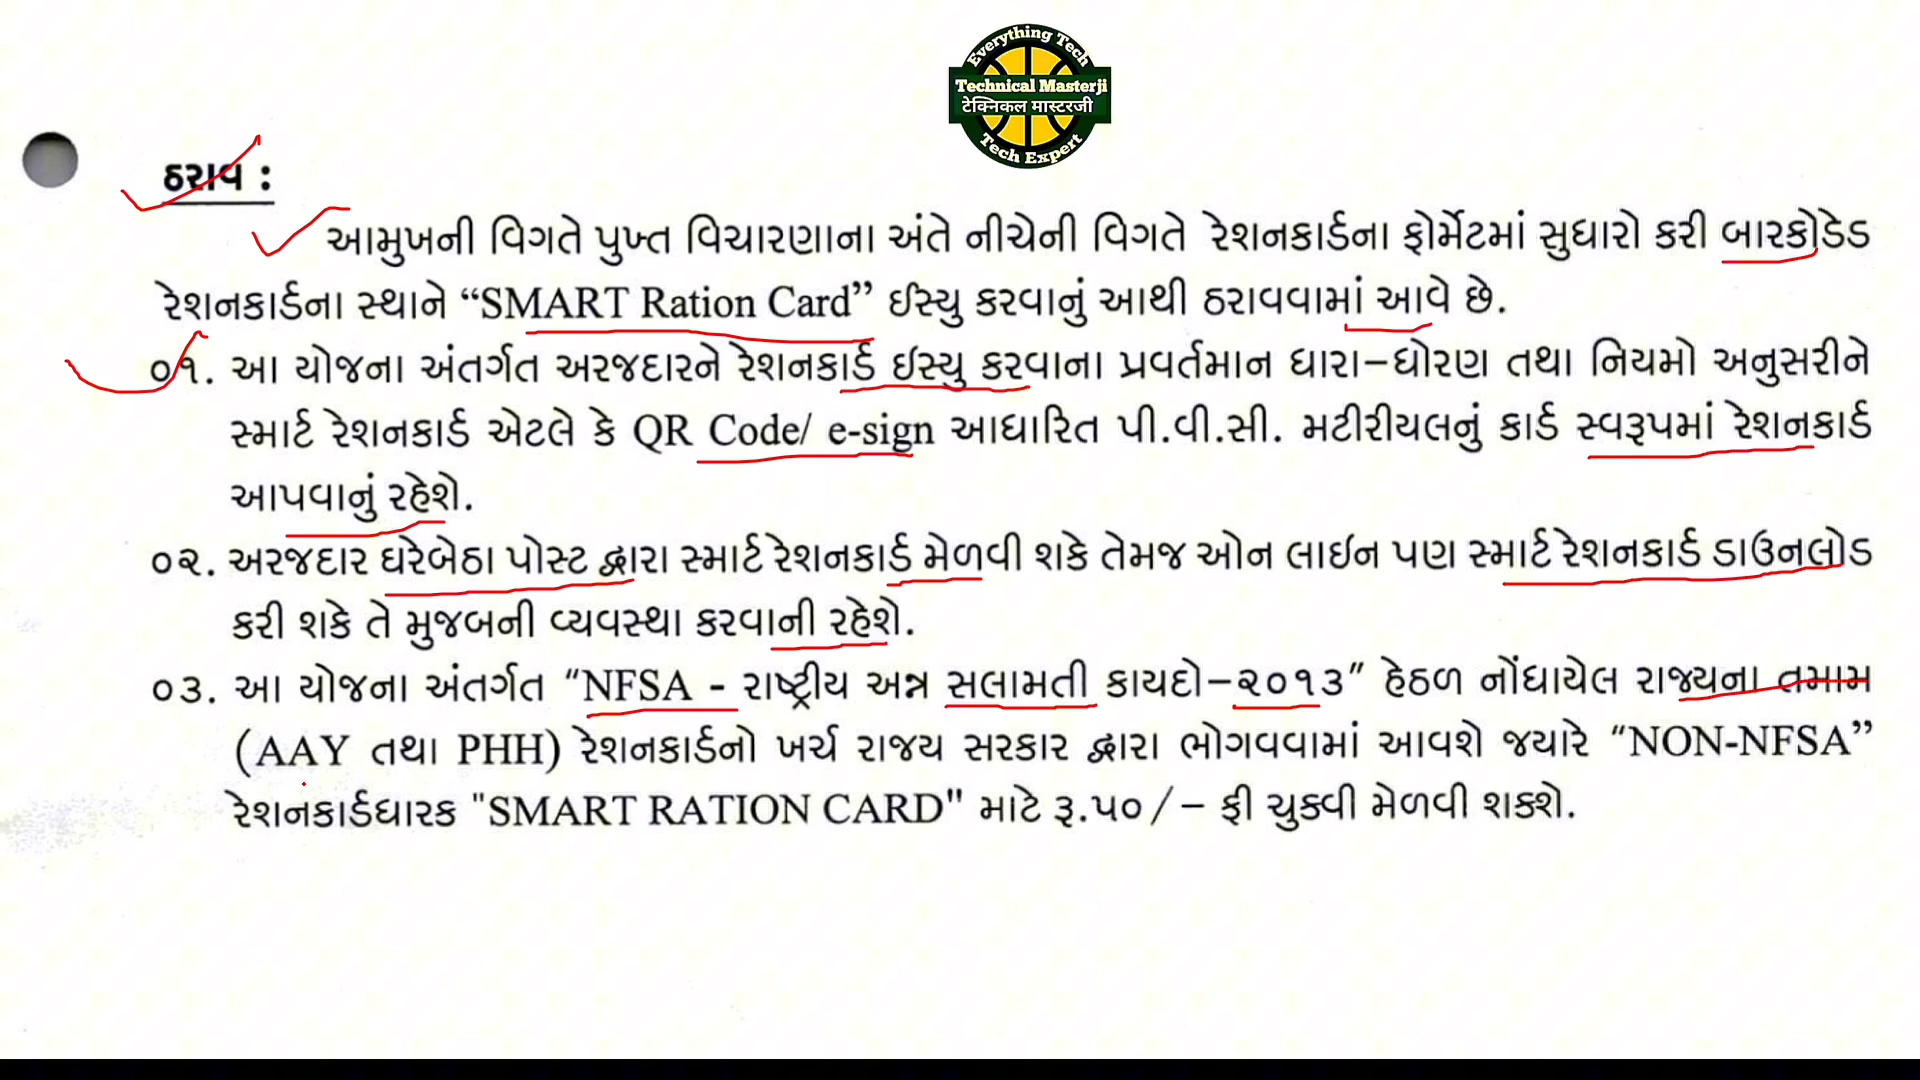 Everything Tech
Technical Masterji
टेक्निकल मास्टरजी
Tech Expert
ઠરાવ :
આમુખની વિગતે પુખ્ત વિચારણાના અંતે નીચેની વિગતે રેશનકાર્ડના ફોર્મેટમાં સુધારો કરી બારકોડેડ
રેશનકાર્ડના સ્થાને “SMART Ration Card” ઈસ્યુ કરવાનું આથી ઠરાવવામાં આવે છે.
૦૧. આ યોજના અંતર્ગત અરજદારને રેશનકાર્ડ ઈસ્યુ કરવાના પ્રવર્તમાન ધારા-ધોરણ તથા નિયમો અનુસરીને
સ્માર્ટ રેશનકાર્ડ એટલે કે QR Code/ e-sign આધારિત પી.વી.સી. મટીરીયલનું કાર્ડ સ્વરૂપમાં રેશનકાર્ડ
આપવાનું રહેશે.
૦૨. અરજદાર ઘરેબેઠા પોસ્ટ દ્વારા સ્માર્ટ રેશનકાર્ડ મેળવી શકે તેમજ ઓન લાઈન પણ સ્માર્ટ રેશનકાર્ડ ડાઉનલોડ
કરી શકે તે મુજબની વ્યવસ્થા કરવાની રહેશે.
૦૩. આ યોજના અંતર્ગત “NFSA - રાષ્ટ્રીય અન્ન સલામતી કાયદો-૨૦૧૩” હેઠળ નોંધાયેલ રાજ્યના તમામ
(AAY તથા PHH) રેશનકાર્ડનો ખર્ચ રાજય સરકાર દ્વારા ભોગવવામાં આવશે જયારે “NON-NFSA”
રેશનકાર્ડધારક "SMART RATION CARD" માટે રૂ.૫૦/- ફી ચુકવી મેળવી શકશે.